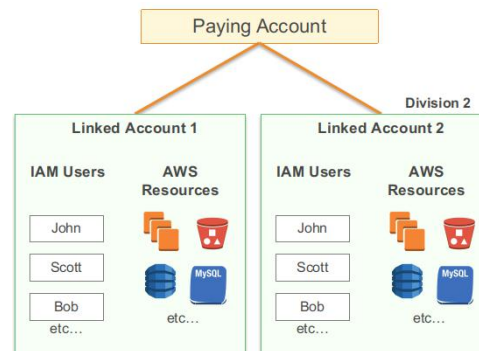 Paying Account
Division 2
Linked Account 1
IAM Users
AWS
Resources
John
Scott
Bob
etc…
MySQL
etc…
Linked Account 2
IAM Users
AWS
Resources
John
Scott
Bob
etc…
MySQL
etc…